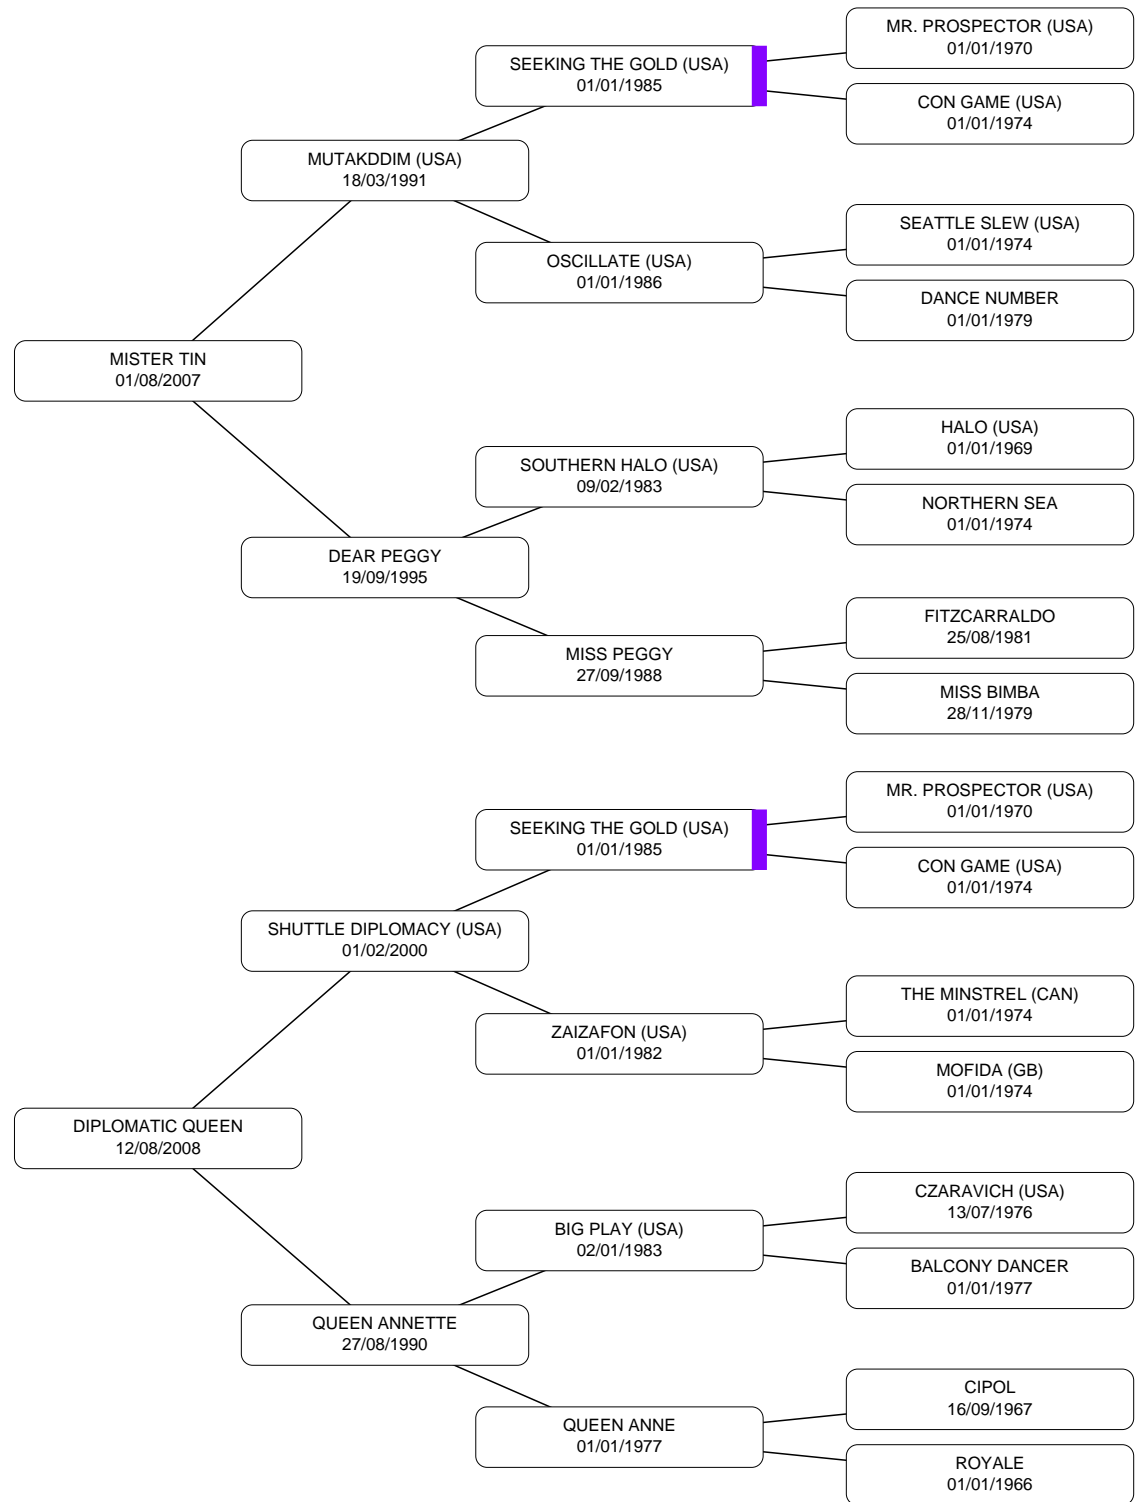 MR. PROSPECTOR (USA)
01/01/1970
SEEKING THE GOLD (USA)
01/01/1985
CON GAME (USA)
01/01/1974
MUTAKDDIM (USA)
18/03/1991
SEATTLE SLEW (USA)
01/01/1974
OSCILLATE (USA)
01/01/1986
DANCE NUMBER
01/01/1979
MISTER TIN
01/08/2007
HALO (USA)
01/01/1969
SOUTHERN HALO (USA)
09/02/1983
NORTHERN SEA
01/01/1974
DEAR PEGGY
19/09/1995
FITZCARRALDO
25/08/1981
MISS PEGGY
27/09/1988
MISS BIMBA
28/11/1979
MR. PROSPECTOR (USA)
01/01/1970
SEEKING THE GOLD (USA)
01/01/1985
CON GAME (USA)
01/01/1974
SHUTTLE DIPLOMACY (USA)
01/02/2000
THE MINSTREL (CAN)
01/01/1974
ZAIZAFON (USA)
01/01/1982
MOFIDA (GB)
01/01/1974
DIPLOMATIC QUEEN
12/08/2008
CZARAVICH (USA)
13/07/1976
BIG PLAY (USA)
02/01/1983
BALCONY DANCER
01/01/1977
QUEEN ANNETTE
27/08/1990
CIPOL
16/09/1967
QUEEN ANNE
01/01/1977
ROYALE
01/01/1966